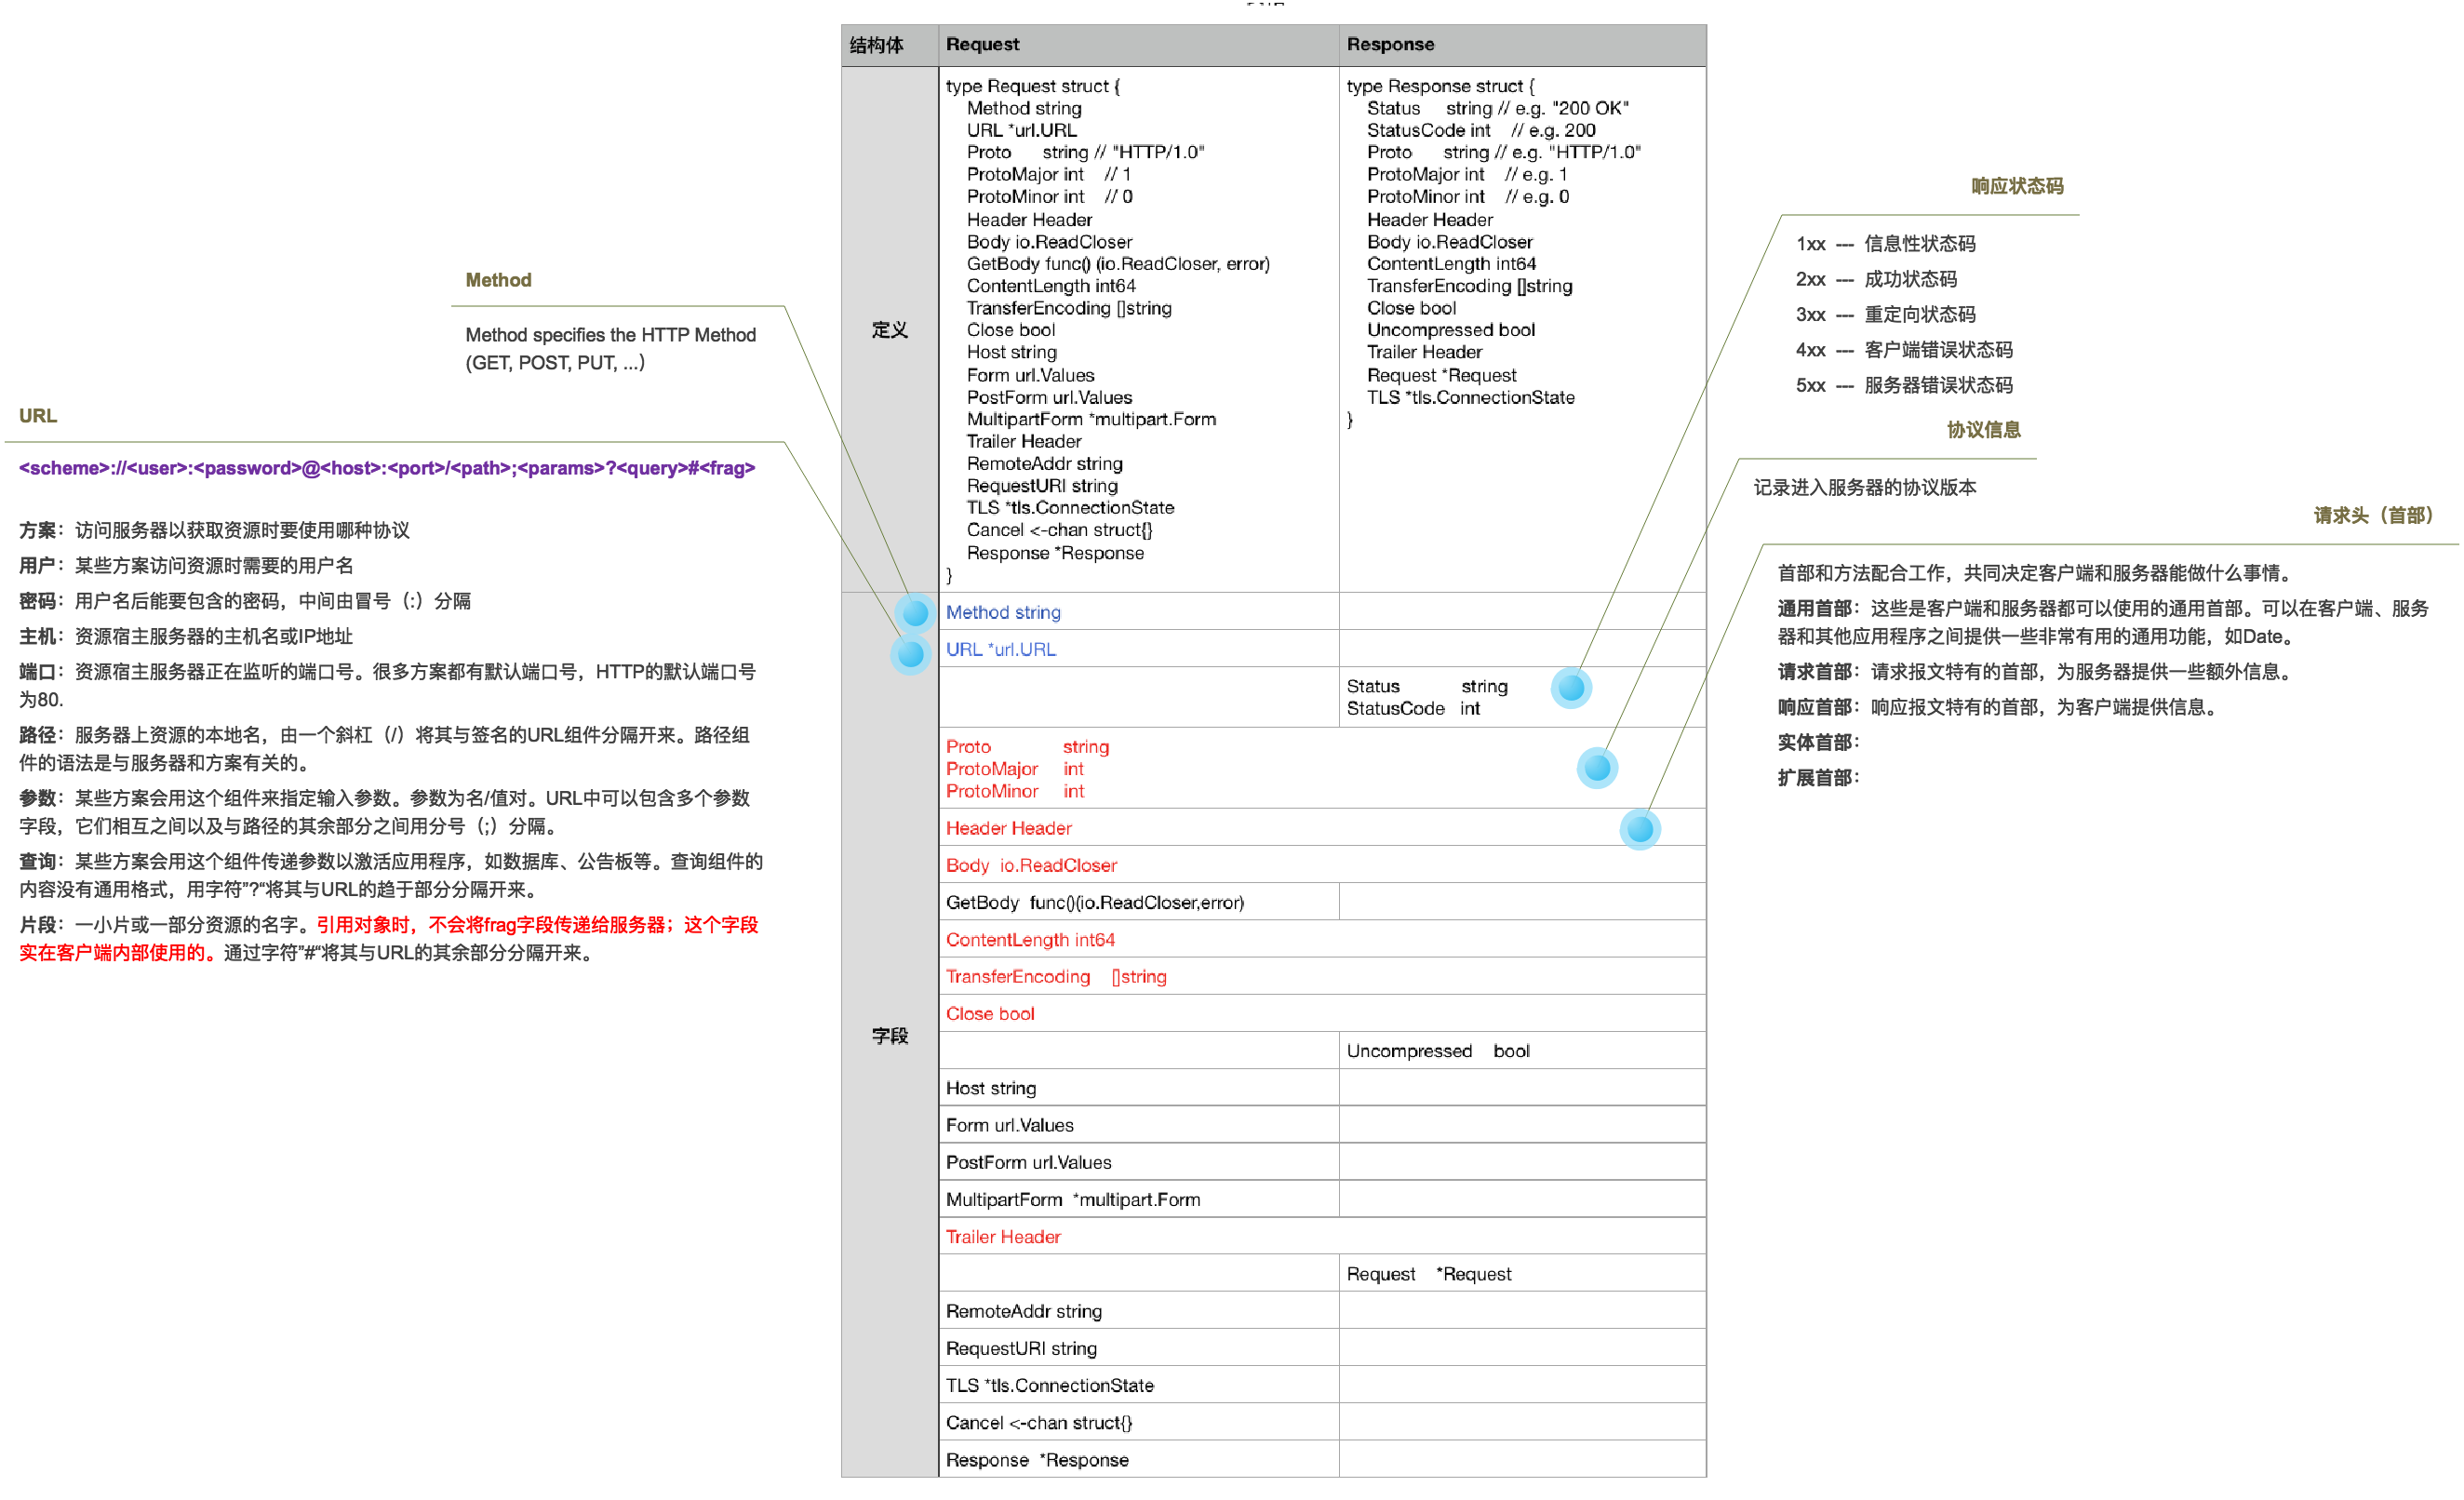 结构体 Request Response
定义
type Request struct {
Method string
URL *url.URL
Proto string // "HTTP/1.0"
ProtoMajor int // 1
ProtoMinor int // 0
Header Header
Body io.ReadCloser
GetBody func() (io.ReadCloser, error)
ContentLength int64
TransferEncoding []string
Close bool
Host string
Form url.Values
PostForm url.Values
MultipartForm *multipart.Form
Trailer Header
RemoteAddr string
RequestURI string
TLS *tls.ConnectionState
Cancel <-chan struct{}
Response *Response
}
type Response struct {
Status string // e.g. "200 OK"
StatusCode int // e.g. 200
Proto string // e.g. "HTTP/1.0"
ProtoMajor int // e.g. 1
ProtoMinor int // e.g. 0
Header Header
Body io.ReadCloser
ContentLength int64
TransferEncoding []string
Close bool
Uncompressed bool
Trailer Header
Request *Request
TLS *tls.ConnectionState
}
字段
Method string
URL *url.URL
Status string
StatusCode int
Proto string
ProtoMajor int
ProtoMinor int
Header Header
Body io.ReadCloser
GetBody func()(io.ReadCloser,error)
ContentLength int64
TransferEncoding []string
Close bool
Uncompressed bool
Host string
Form url.Values
PostForm url.Values
MultipartForm *multipart.Form
Trailer Header
Request *Request
RemoteAddr string
RequestURI string
TLS *tls.ConnectionState
Cancel <-chan struct{}
Response *Response
Method
Method specifies the HTTP Method
(GET, POST, PUT, ...)
URL
<scheme>://<user>:<password>@<host>:<port>/<path>;<params>?<query>#<frag>
方案：访问服务器以获取资源时要使用哪种协议
用户：某些方案访问资源时需要的用户名
密码：用户名后能要包含的密码，中间由冒号（:）分隔
主机：资源宿主服务器的主机名或IP地址
端口：资源宿主服务器正在监听的端口号。很多方案都有默认端口号，HTTP的默认端口号
为80.
路径：服务器上资源的本地名，由一个斜杠（/）将其与签名的URL组件分隔开来。路径组
件的语法是与服务器和方案有关的。
参数：某些方案会用这个组件来指定输入参数。参数为名/值对。URL中可以包含多个参数
字段，它们相互之间以及与路径的其余部分之间用分号（;）分隔。
查询：某些方案会用这个组件传递参数以激活应用程序，如数据库、公告板等。查询组件的
内容没有通用格式，用字符”?“将其与URL的趋于部分分隔开来。
片段：一小片或一部分资源的名字。引用对象时，不会将frag字段传递给服务器；这个字段
实在客户端内部使用的。通过字符”#“将其与URL的其余部分分隔开来。
响应状态码
1xx --- 信息性状态码
2xx --- 成功状态码
3xx --- 重定向状态码
4xx --- 客户端错误状态码
5xx --- 服务器错误状态码
协议信息
记录进入服务器的协议版本
请求头（首部）
首部和方法配合工作，共同决定客户端和服务器能做什么事情。
通用首部：这些是客户端和服务器都可以使用的通用首部。可以在客户端、服务
器和其他应用程序之间提供一些非常有用的通用功能，如Date。
请求首部：请求报文特有的首部，为服务器提供一些额外信息。
响应首部：响应报文特有的首部，为客户端提供信息。
实体首部：
扩展首部：